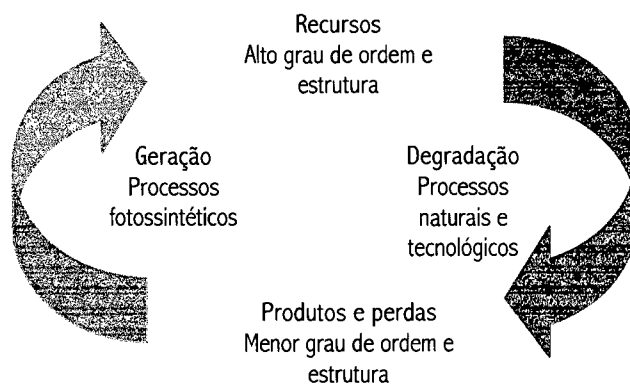 Recursos
Alto grau de ordem e
estrutura
Geração
Processos
fotossintéticos
Degradação
Processos
naturais e
tecnológicos
Produtos e perdas
Menor grau de ordem e
estrutura